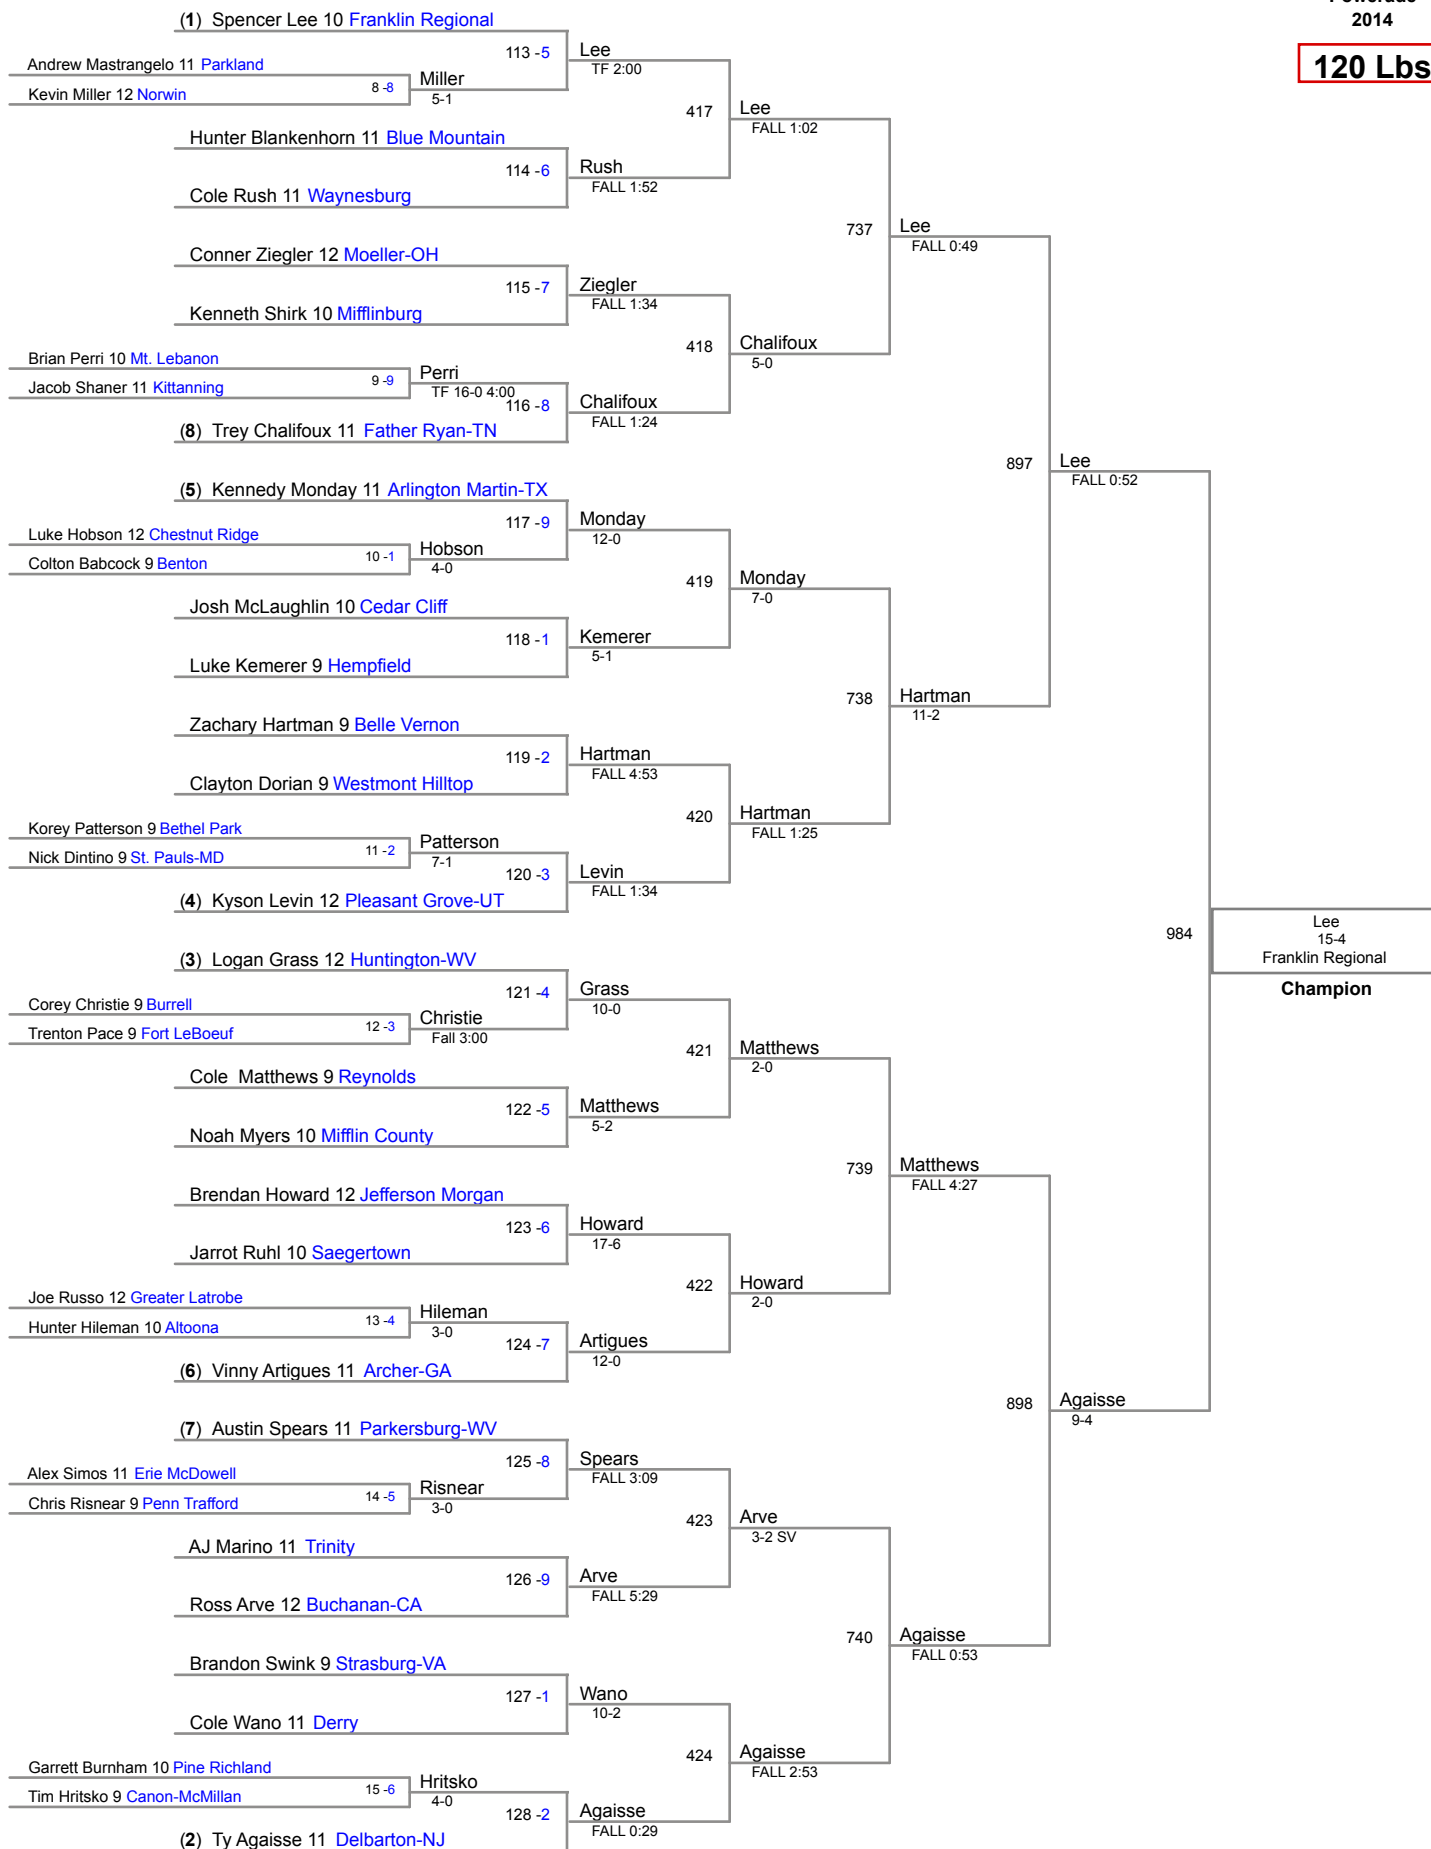 2014
120 Lbs
(1) Spencer Lee 10 Franklin Regional
113 -5
Lee
TF 2:00
Andrew Mastrangelo 11 Parkland
Kevin Miller 12 Norwin
8 -8
Miller
5-1
417
Lee
FALL 1:02
Hunter Blankenhorn 11 Blue Mountain
114 -6
Rush
FALL 1:52
Cole Rush 11 Waynesburg
737
Lee
FALL 0:49
Conner Ziegler 12 Moeller-OH
115 -7
Ziegler
FALL 1:34
Kenneth Shirk 10 Mifflinburg
418
Chalifoux
5-0
Brian Perri 10 Mt. Lebanon
Jacob Shaner 11 Kittanning
9 -9
Perri
TF 16-0 4:00
116 -8
Chalifoux
FALL 1:24
(8) Trey Chalifoux 11 Father Ryan-TN
897
Lee
FALL 0:52
(5) Kennedy Monday 11 Arlington Martin-TX
117 -9
Monday
12-0
Luke Hobson 12 Chestnut Ridge
Colton Babcock 9 Benton
10 -1
Hobson
4-0
419
Monday
7-0
Josh McLaughlin 10 Cedar Cliff
118 -1
Kemerer
5-1
Luke Kemerer 9 Hempfield
738
Hartman
11-2
Zachary Hartman 9 Belle Vernon
119 -2
Hartman
FALL 4:53
Clayton Dorian 9 Westmont Hilltop
420
Hartman
FALL 1:25
Korey Patterson 9 Bethel Park
Nick Dintino 9 St. Pauls-MD
11 -2
Patterson
7-1
120 -3
Levin
FALL 1:34
(4) Kyson Levin 12 Pleasant Grove-UT
984
Lee
15-4
Franklin Regional
Champion
(3) Logan Grass 12 Huntington-WV
121 -4
Grass
10-0
Corey Christie 9 Burrell
Trenton Pace 9 Fort LeBoeuf
12 -3
Christie
Fall 3:00
421
Matthews
2-0
Cole Matthews 9 Reynolds
122 -5
Matthews
5-2
Noah Myers 10 Mifflin County
739
Matthews
FALL 4:27
Brendan Howard 12 Jefferson Morgan
123 -6
Howard
17-6
Jarrot Ruhl 10 Saegertown
422
Howard
2-0
Joe Russo 12 Greater Latrobe
Hunter Hileman 10 Altoona
13 -4
Hileman
3-0
124 -7
Artigues
12-0
(6) Vinny Artigues 11 Archer-GA
898
Agaisse
9-4
(7) Austin Spears 11 Parkersburg-WV
125 -8
Spears
FALL 3:09
Alex Simos 11 Erie McDowell
Chris Risnear 9 Penn Trafford
14 -5
Risnear
3-0
423
Arve
3-2 SV
AJ Marino 11 Trinity
126 -9
Arve
FALL 5:29
Ross Arve 12 Buchanan-CA
740
Agaisse
FALL 0:53
Brandon Swink 9 Strasburg-VA
127 -1
Wano
10-2
Cole Wano 11 Derry
424
Agaisse
FALL 2:53
Garrett Burnham 10 Pine Richland
Tim Hritsko 9 Canon-McMillan
15 -6
Hritsko
4-0
128 -2
Agaisse
FALL 0:29
(2) Ty Agaisse 11 Delbarton-NJ